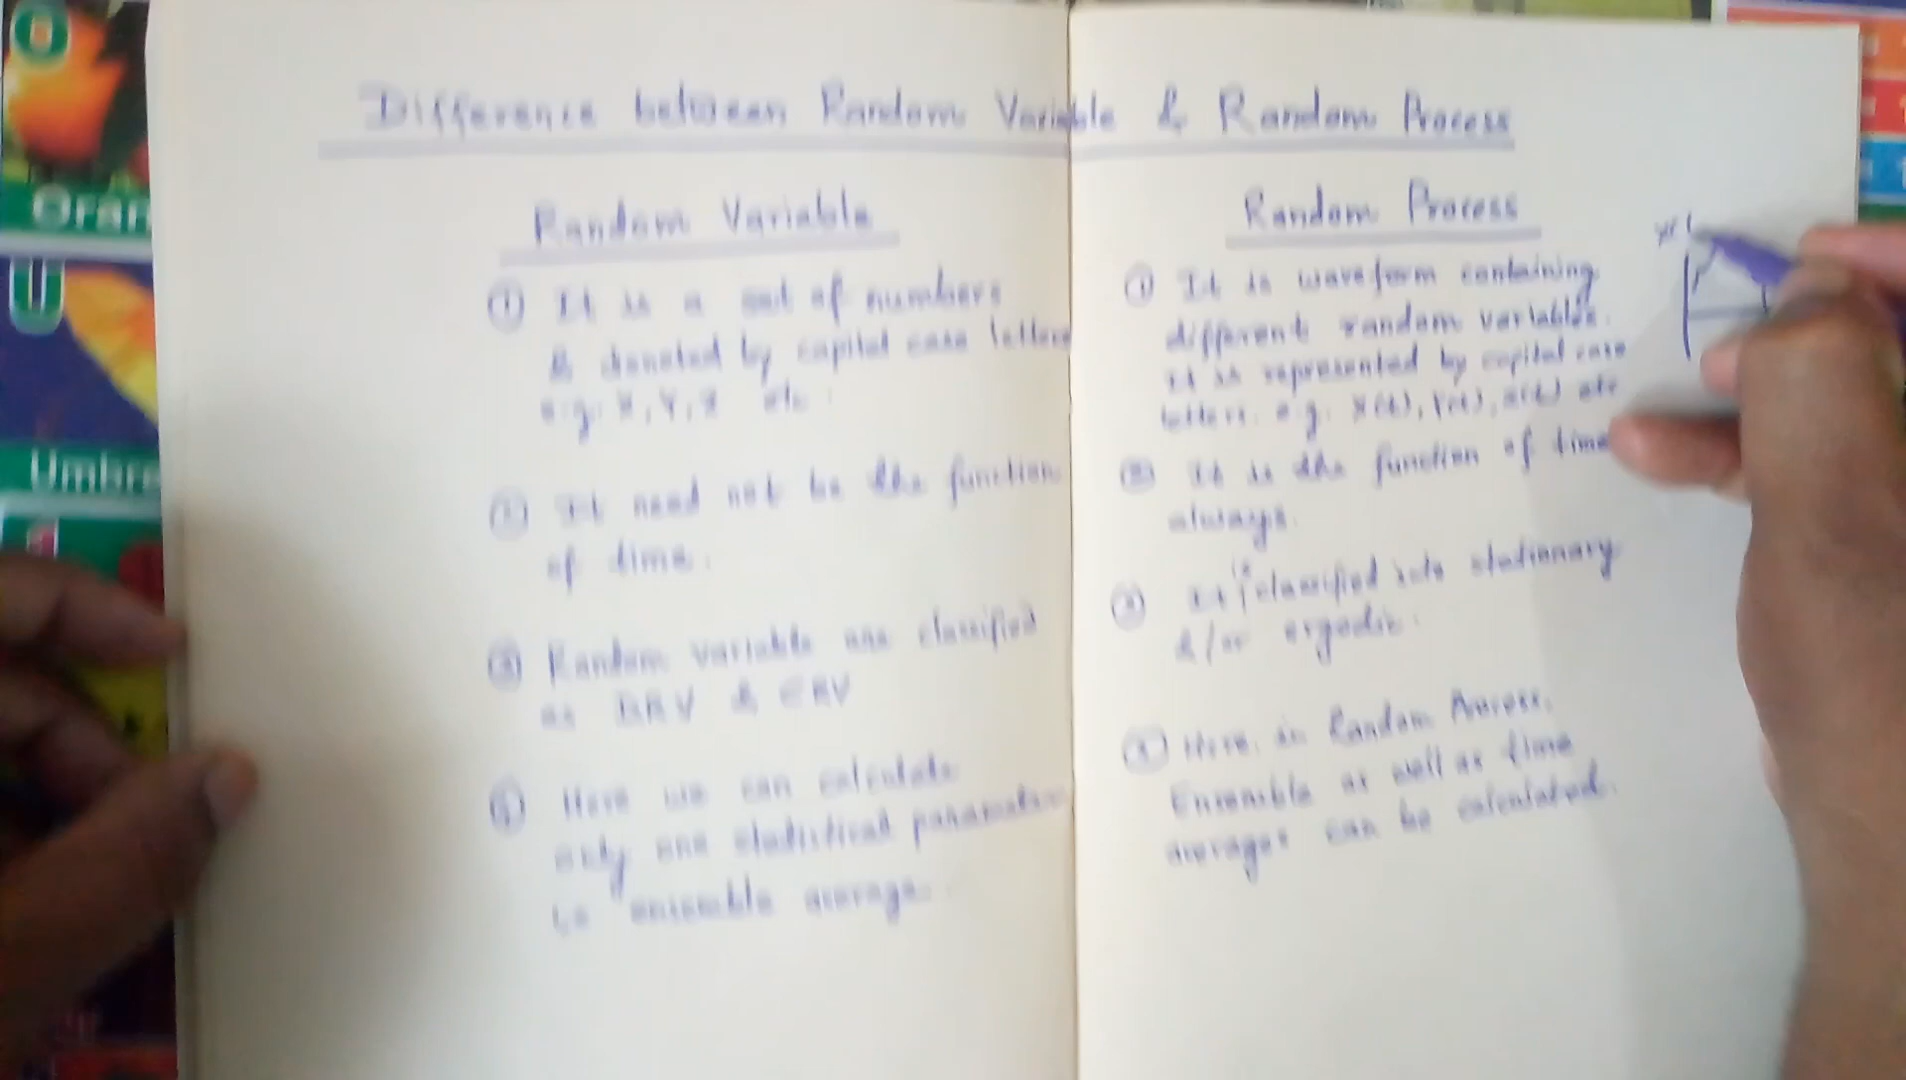 Difference between Random Variable & Random Process
Random Variable
① It is a set of numbers
& denoted by capital case letters
e.g. X, Y, Z etc.
② It need not be the function
of time.
③ Random variable are classified
as DRV & CRV
④ Here we can calculate
only one statistical parameter
i.e "ensemble average.
Random Process
① It is waveform containing
different random variables.
It is represented by capital case
letters. e.g. X(t), Y(t), Z(t) etc
② It is the function of time
always.
③ It is classified into stationary
&/or ergodic.
④ Here. in Random Process,
Ensemble as well as time
averages can be calculated.
Oran
U
Umbre